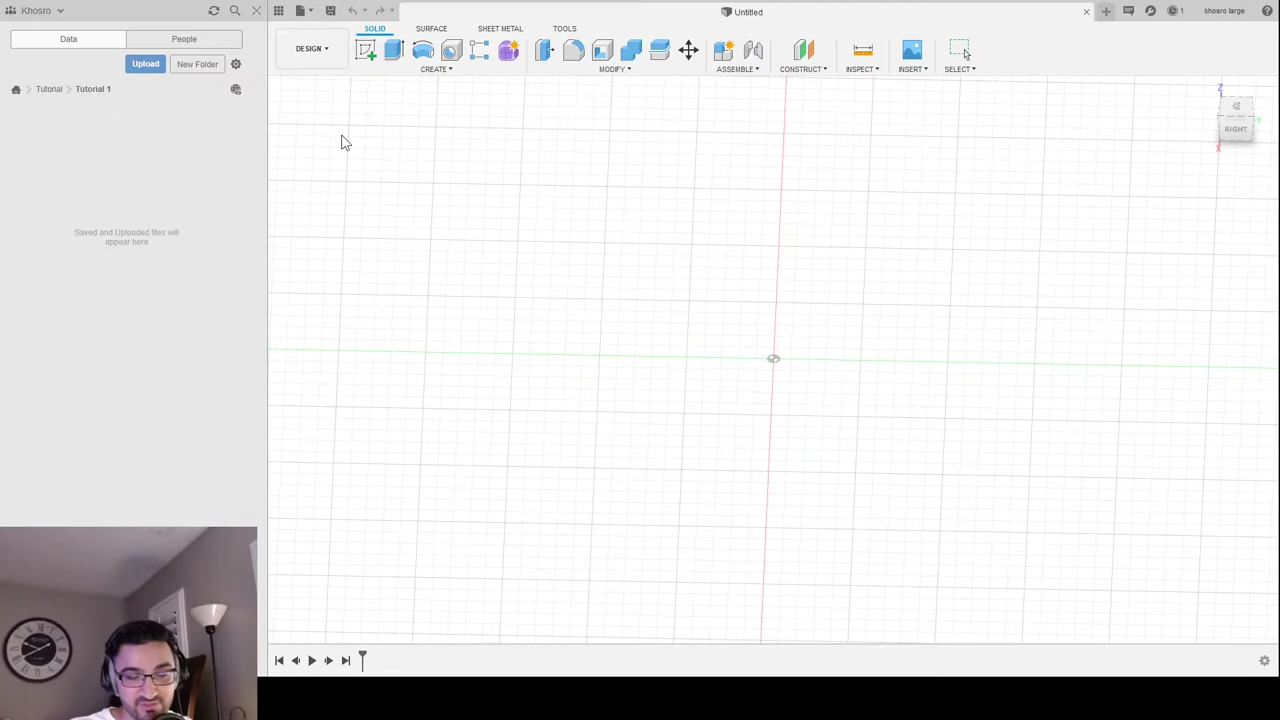 Khosro
Untitled
khosro large
1
Data
People
Upload
New Folder
Tutorial
Tutorial 1
Saved and Uploaded files will
appear here
SOLID
SURFACE
SHEET METAL
TOOLS
DESIGN
CREATE
MODIFY
ASSEMBLE
CONSTRUCT
INSPECT
INSERT
SELECT
Z
Y
RIGHT
X